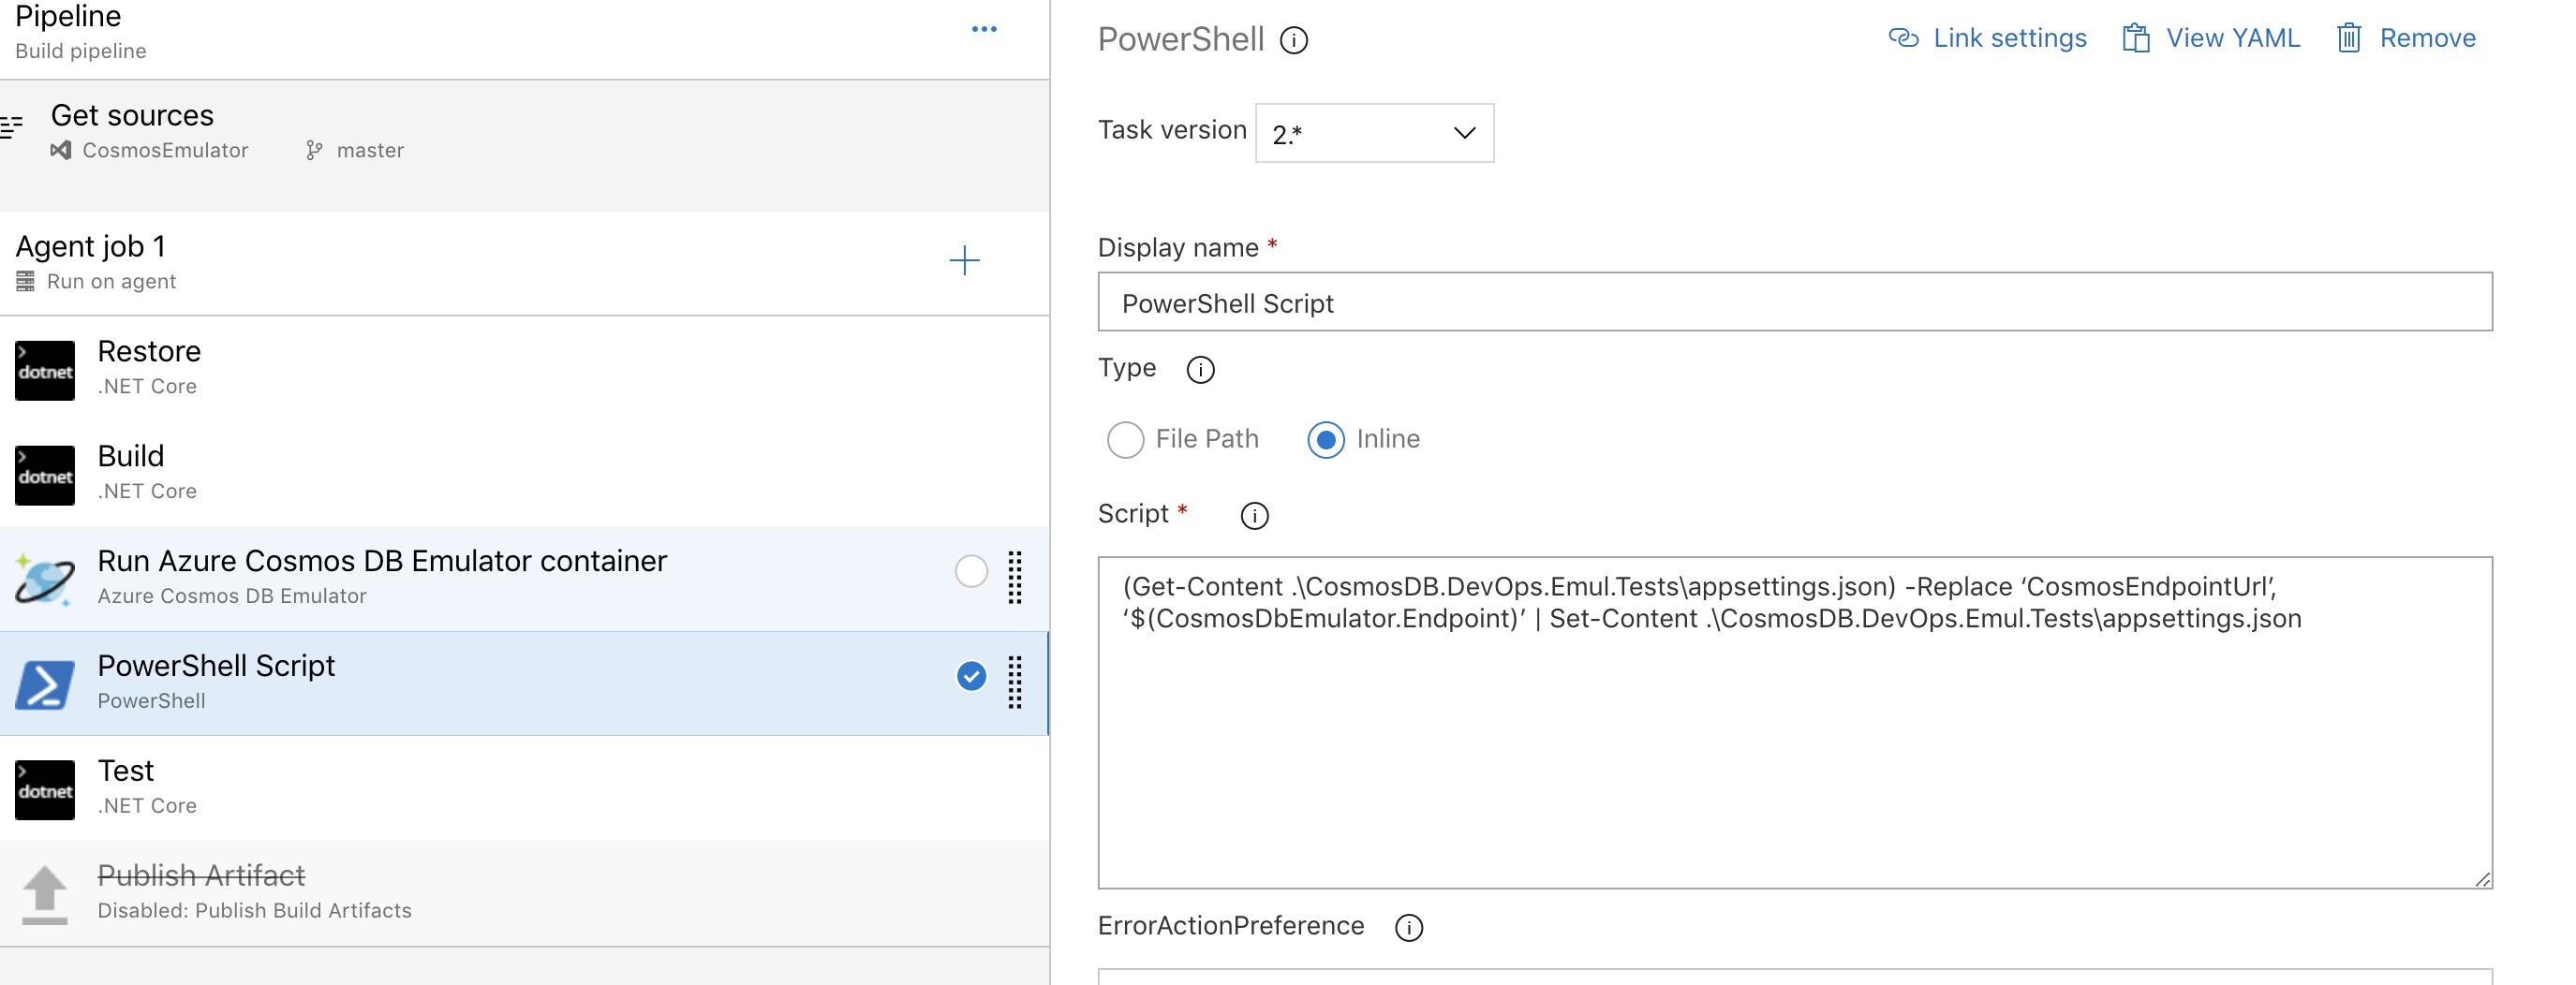 Pipeline
Build pipeline
Get sources
CosmosEmulator master
Agent job 1
Run on agent
dotnet
Restore
.NET Core
dotnet
Build
.NET Core
Run Azure Cosmos DB Emulator container
Azure Cosmos DB Emulator
PowerShell Script
PowerShell
dotnet
Test
.NET Core
Publish Artifact
Disabled: Publish Build Artifacts
PowerShell
Link settings View YAML Remove
Task version 2.*
Display name *
PowerShell Script
Type
File Path Inline
Script *
(Get-Content .\CosmosDB.DevOps.Emul.Tests\appsettings.json) -Replace ‘CosmosEndpointUrl’,
‘$(CosmosDbEmulator.Endpoint)’ | Set-Content .\CosmosDB.DevOps.Emul.Tests\appsettings.json
ErrorActionPreference